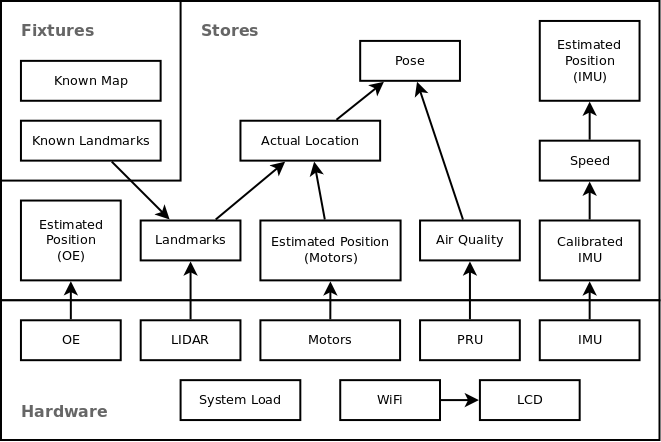 Fixtures
Stores
Known Map
Known Landmarks
Pose
Estimated
Position
(IMU)
Actual Location
Speed
Estimated
Position
(OE)
Landmarks
Estimated Position
(Motors)
Air Quality
Calibrated
IMU
OE
LIDAR
Motors
PRU
IMU
System Load
WiFi
LCD
Hardware